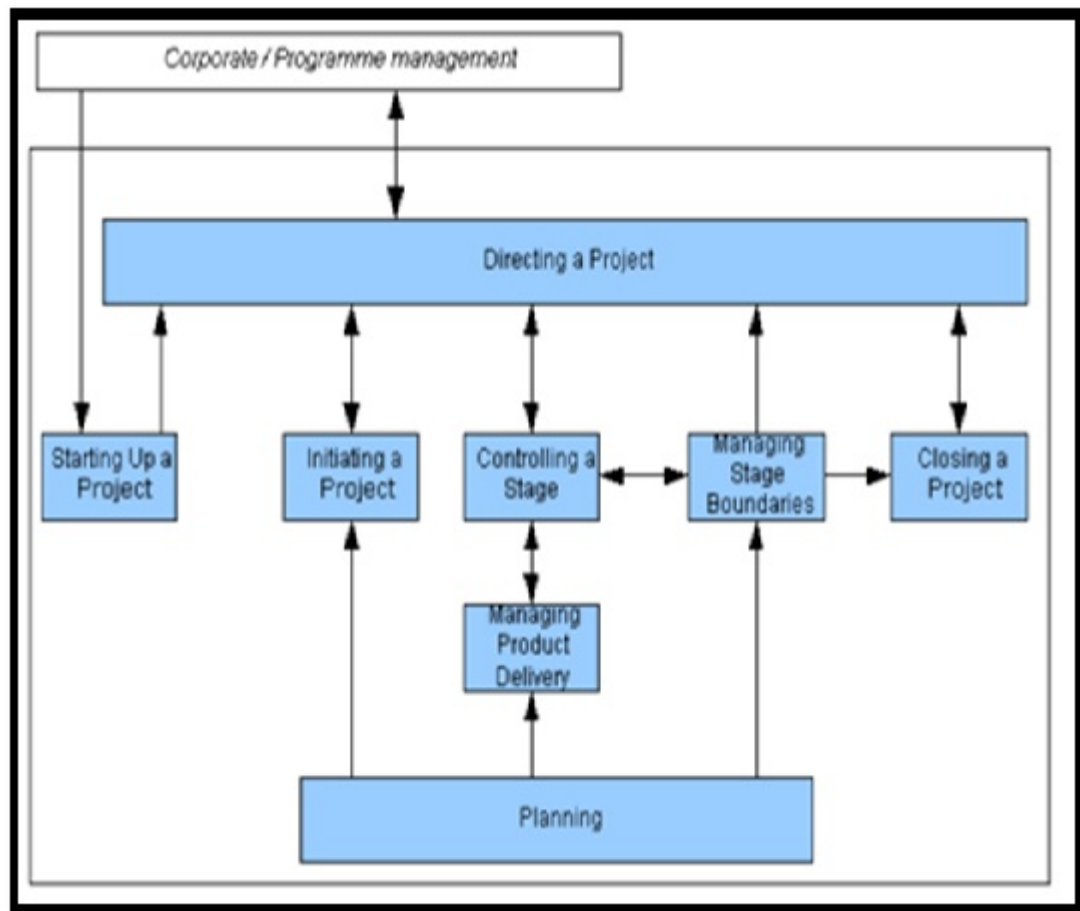 Corporate / Programme management
Directing a Project
Starting Up a
Project
Initiating a
Project
Controlling a
Stage
Managing
Stage
Boundaries
Closing a
Project
Managing
Product
Delivery
Planning